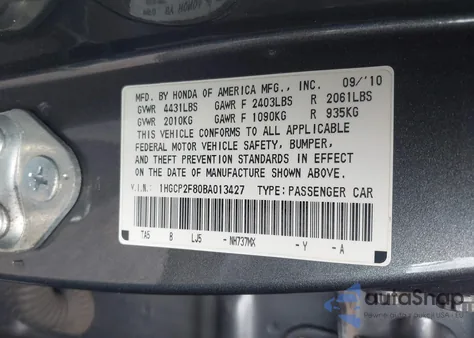 MFD. BY HONDA OF AMERICA MFG., INC. 09/'10
GVWR 4431LBS GAWR F 2403LBS R 2061LBS
GVWR 2010KG GAWR F 1090KG R 935KG
THIS VEHICLE CONFORMS TO ALL APPLICABLE
FEDERAL MOTOR VEHICLE SAFETY, BUMPER,
AND THEFT PREVENTION STANDARDS IN EFFECT
ON THE DATE OF MANUFACTURE SHOWN ABOVE.
V.I.N.: 1HGCP2F80BA013427 TYPE: PASSENGER CAR
TA5 B LJ5 - NH737MX - Y - A
autoSnap